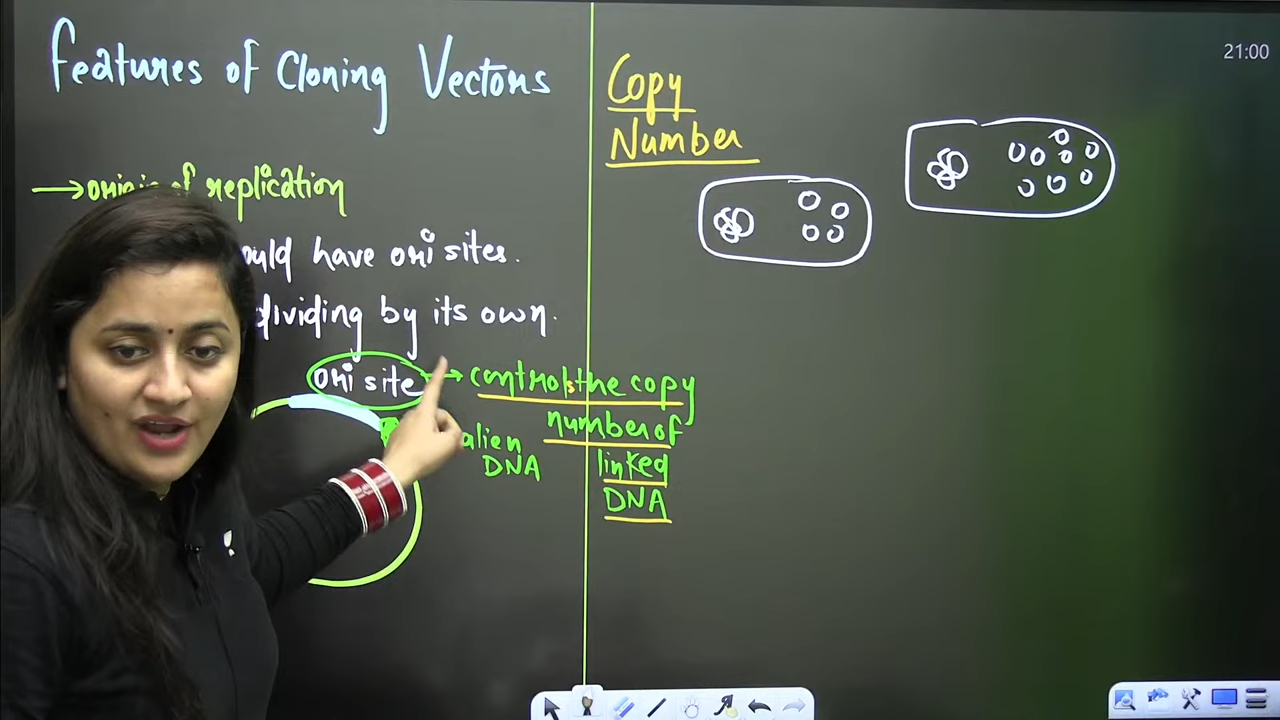 Features of Cloning Vectors
→origin of replication
ould have ori sites.
dividing by its own.
ori site → controls the copy
number of
linked
DNA
alien
DNA
Copy
Number
21:00